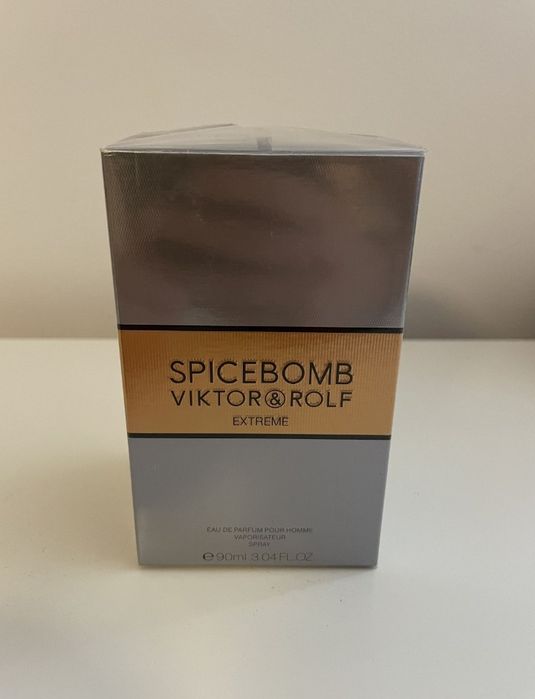 SPICEBOMB
VIKTOR&ROLF
EXTREME
EAU DE PARFUM POUR HOMME
VAPORISATEUR
SPRAY
℮ 90ml 3.04 FL.OZ